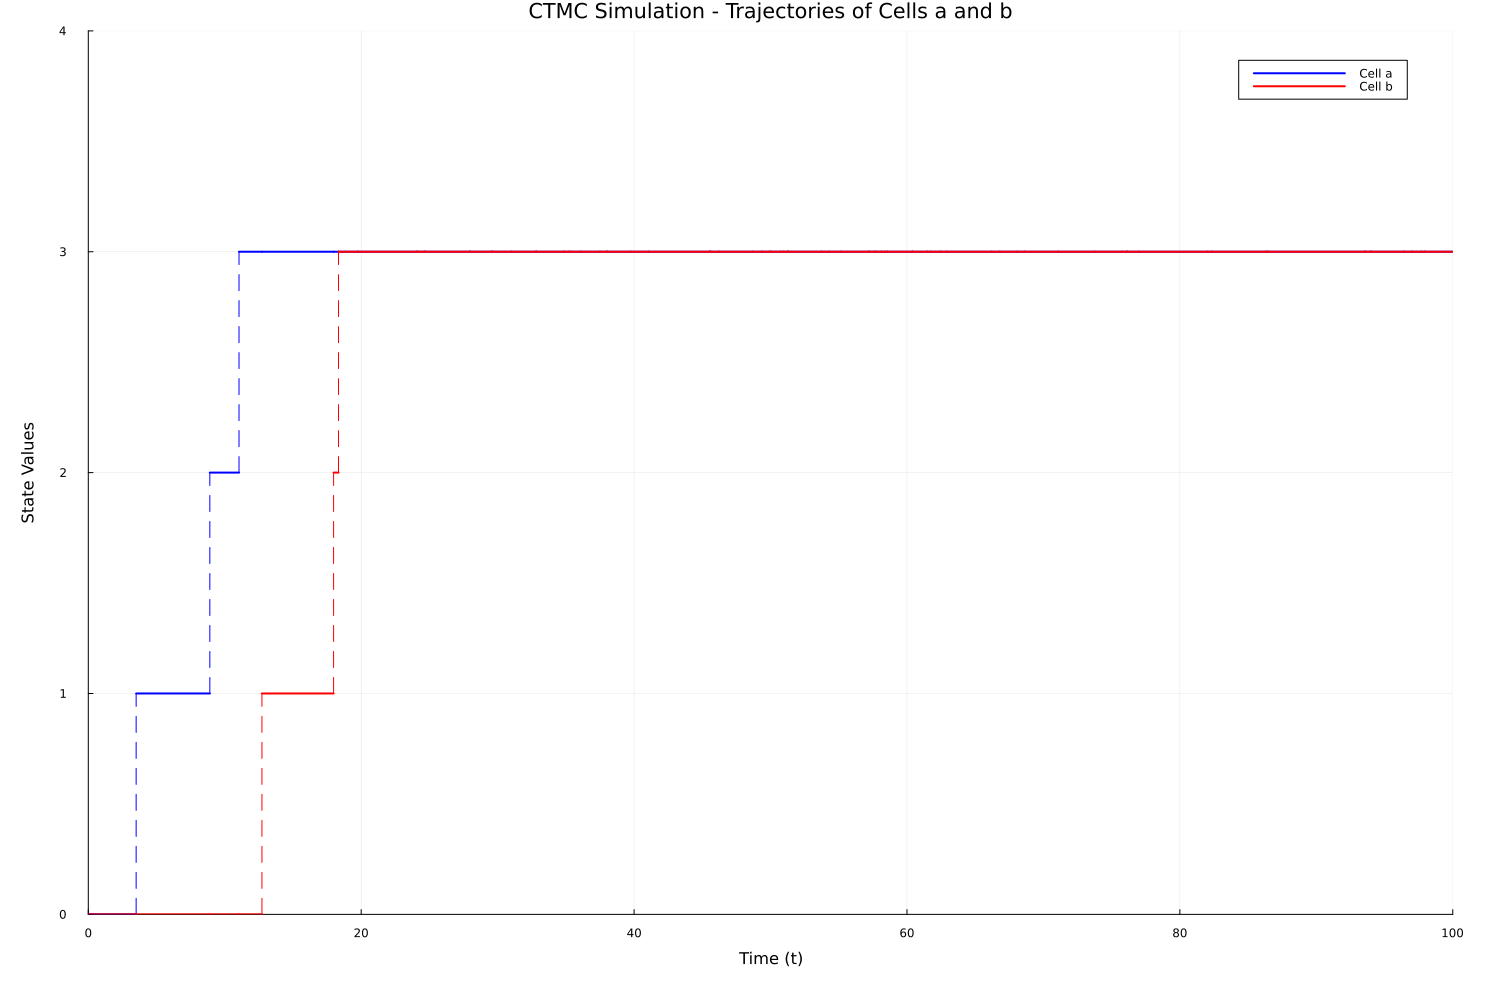 CTMC Simulation - Trajectories of Cells a and b
4
Cell a
Cell b
3
State Values
2
1
0
0 20 40 60 80 100
Time (t)